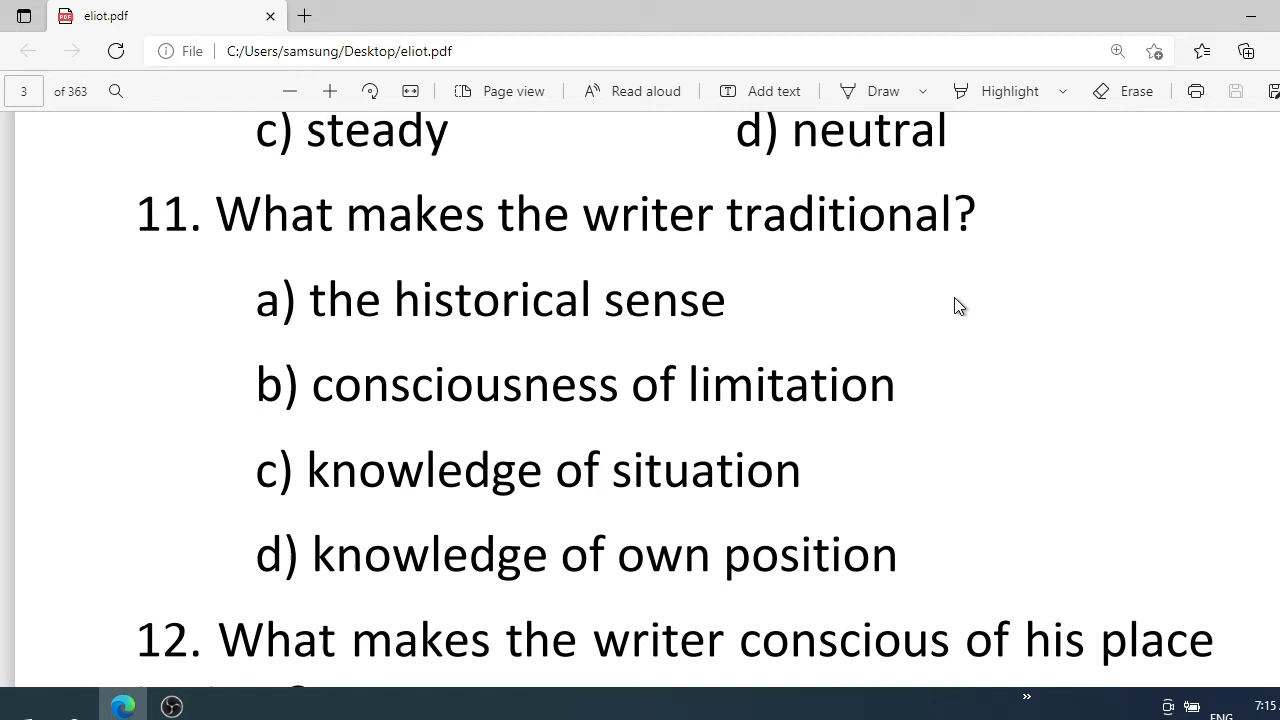 eliot.pdf
File C:/Users/samsung/Desktop/eliot.pdf
3 of 363 Page view Read aloud Add text Draw Highlight Erase
c) steady d) neutral
11. What makes the writer traditional?
a) the historical sense
b) consciousness of limitation
c) knowledge of situation
d) knowledge of own position
12. What makes the writer conscious of his place
ENG 7:15